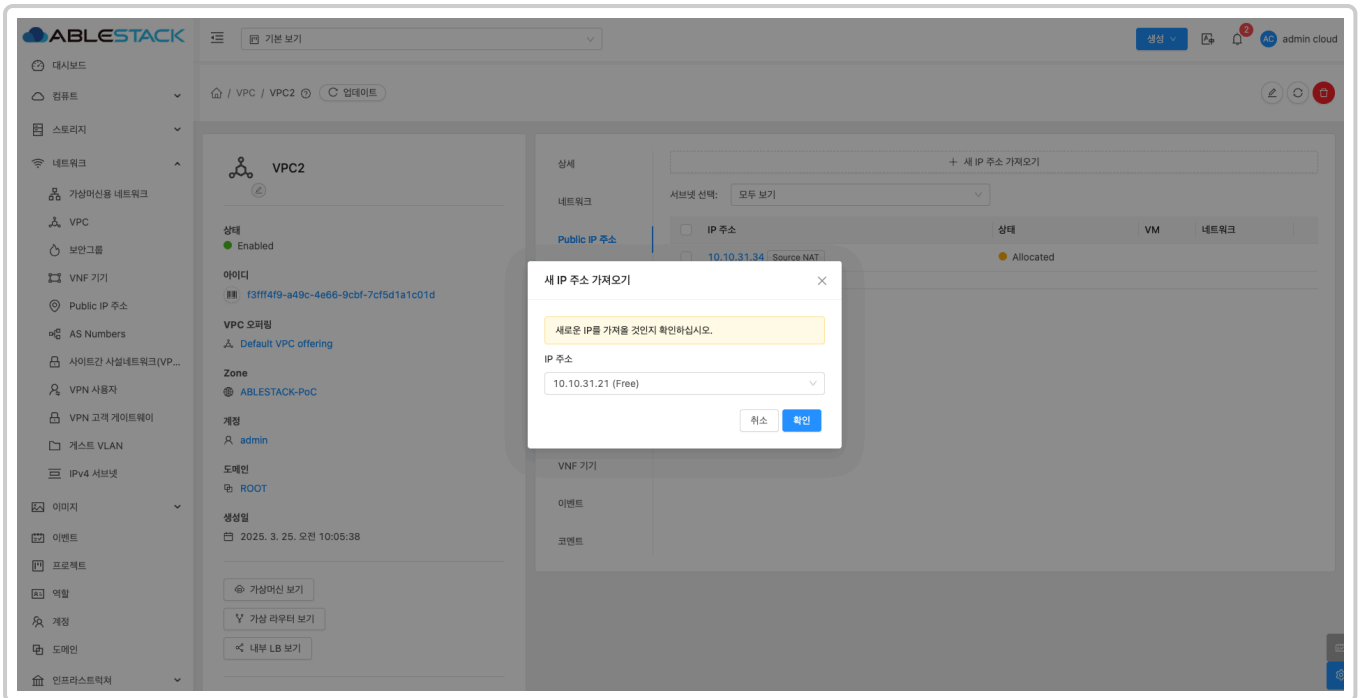 ABLESTACK
기본 보기
생성
2
AC
admin cloud
대시보드
컴퓨트
스토리지
네트워크
가상머신용 네트워크
VPC
보안그룹
VNF 기기
Public IP 주소
AS Numbers
사이트간 사설네트워크(VP...
VPN 사용자
VPN 고객 게이트웨이
게스트 VLAN
IPv4 서브넷
이미지
이벤트
프로젝트
역할
계정
도메인
인프라스트럭쳐
/ VPC / VPC2
업데이트
VPC2
상태
Enabled
아이디
f3fff4f9-a49c-4e66-9cbf-7cf5d1a1c01d
VPC 오퍼링
Default VPC offering
Zone
ABLESTACK-PoC
계정
admin
도메인
ROOT
생성일
2025. 3. 25. 오전 10:05:38
가상머신 보기
가상 라우터 보기
내부 LB 보기
상세
네트워크
Public IP 주소
VNF 기기
이벤트
코멘트
+ 새 IP 주소 가져오기
서브넷 선택:
모두 보기
IP 주소
상태
VM
네트워크
10.10.31.34
Source NAT
Allocated
새 IP 주소 가져오기
새로운 IP를 가져올 것인지 확인하십시오.
IP 주소
10.10.31.21 (Free)
취소
확인